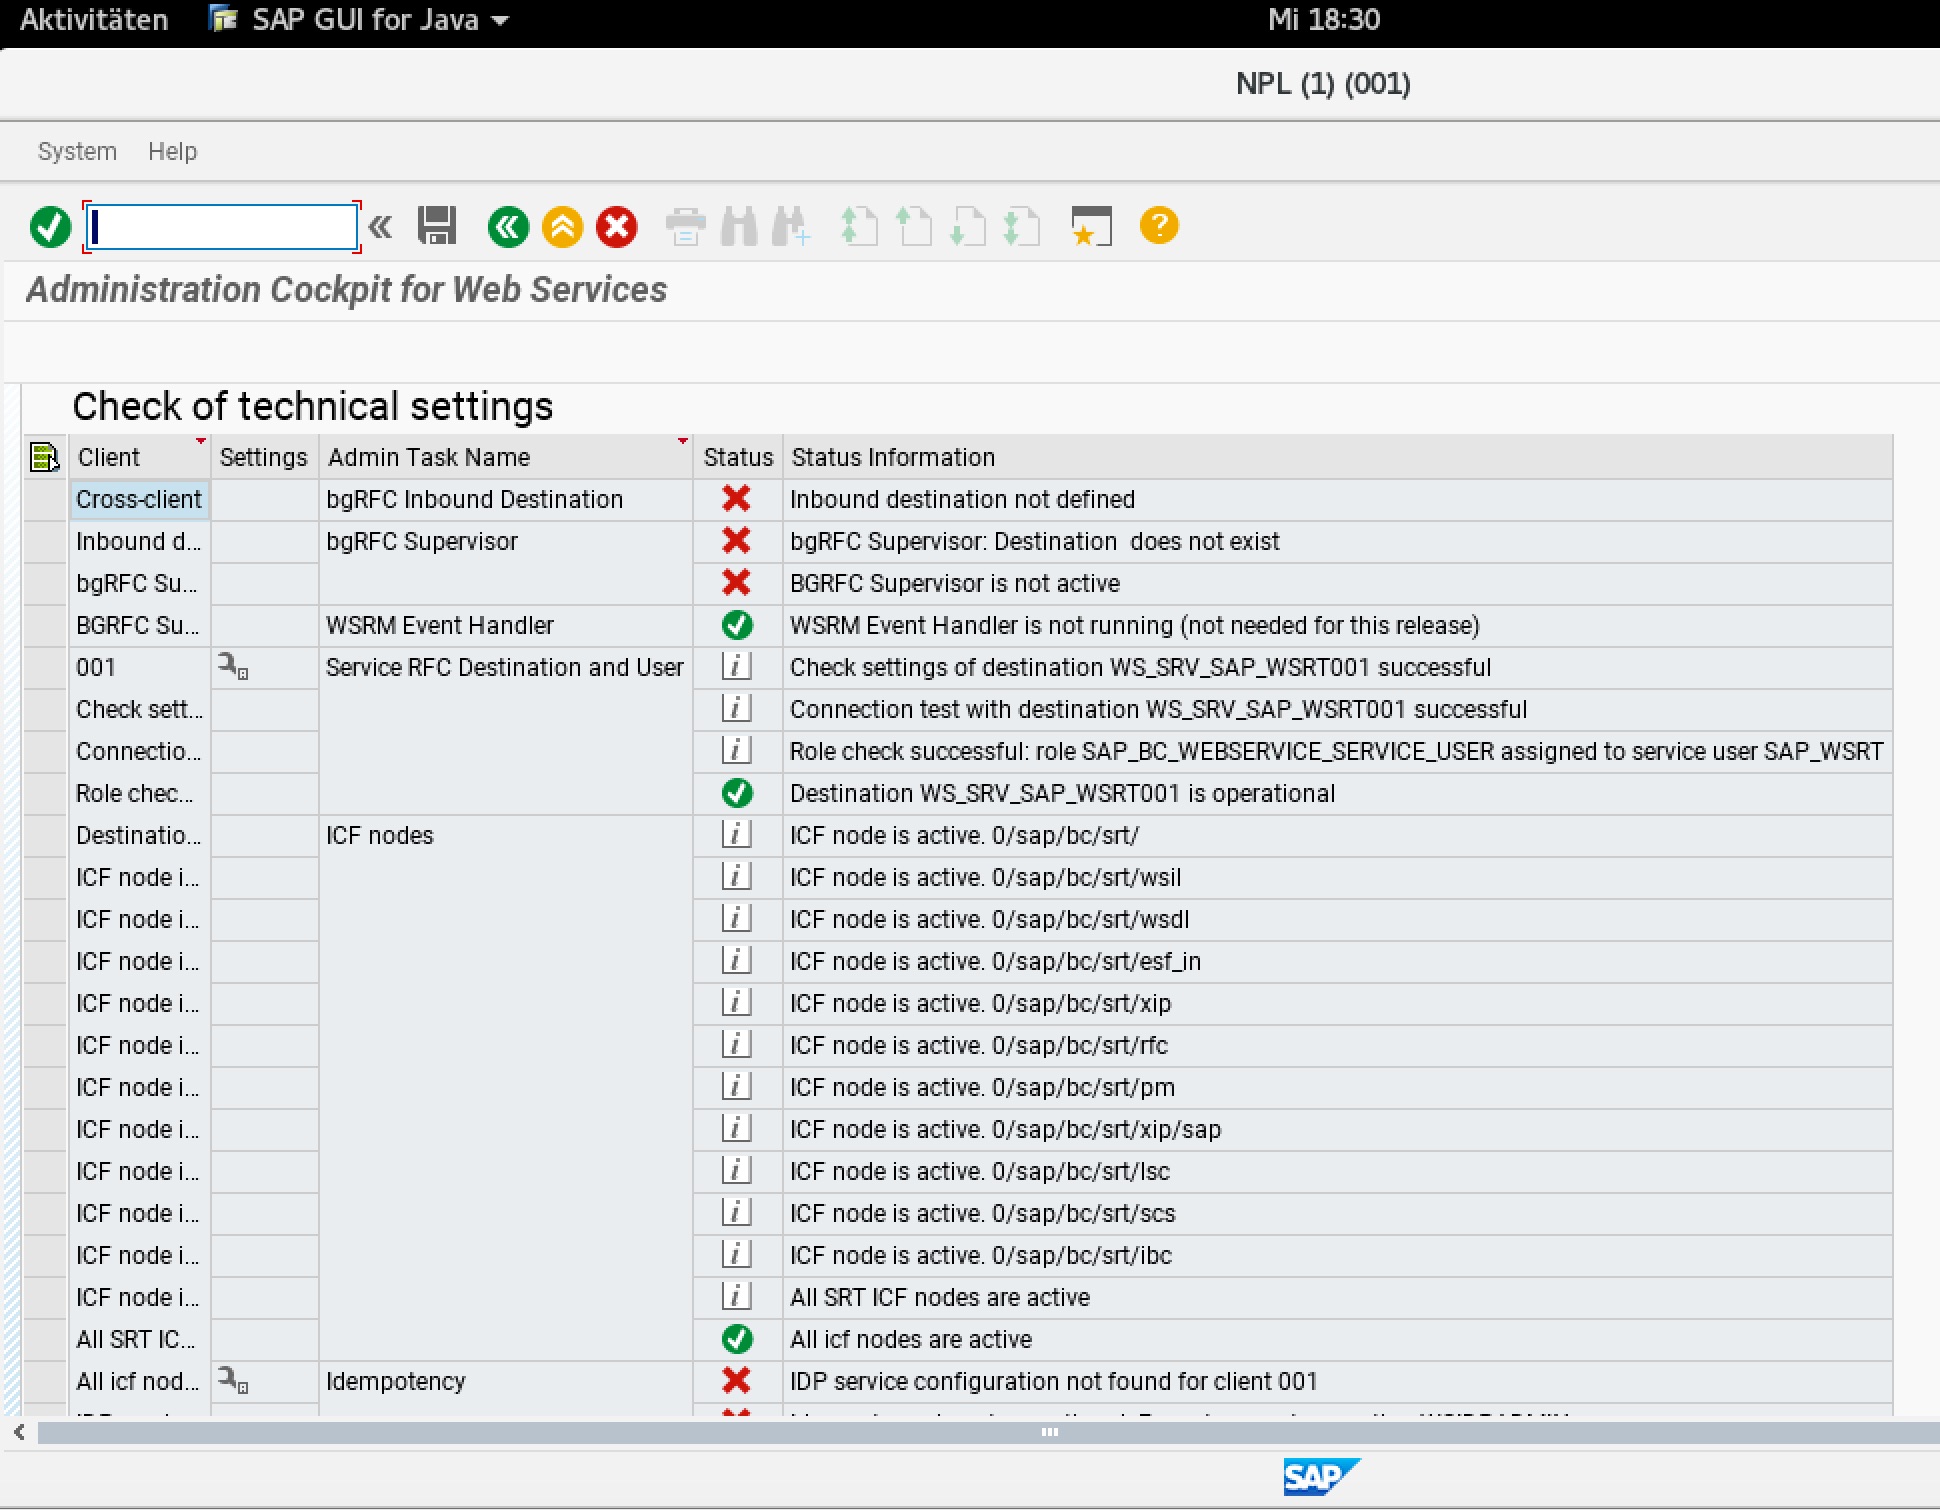 Aktivitäten SAP GUI for Java Mi 18:30
NPL (1) (001)
System Help
Administration Cockpit for Web Services
Check of technical settings
Client Settings Admin Task Name Status Status Information
Cross-client bgRFC Inbound Destination Inbound destination not defined
Inbound d... bgRFC Supervisor bgRFC Supervisor: Destination does not exist
bgRFC Su... BGRFC Supervisor is not active
BGRFC Su... WSRM Event Handler WSRM Event Handler is not running (not needed for this release)
001 Service RFC Destination and User Check settings of destination WS_SRV_SAP_WSRT001 successful
Check sett... Connection test with destination WS_SRV_SAP_WSRT001 successful
Connectio... Role check successful: role SAP_BC_WEBSERVICE_SERVICE_USER assigned to service user SAP_WSRT
Role chec... Destination WS_SRV_SAP_WSRT001 is operational
Destinatio... ICF nodes ICF node is active. 0/sap/bc/srt/
ICF node i... ICF node is active. 0/sap/bc/srt/wsil
ICF node i... ICF node is active. 0/sap/bc/srt/wsdl
ICF node i... ICF node is active. 0/sap/bc/srt/esf_in
ICF node i... ICF node is active. 0/sap/bc/srt/xip
ICF node i... ICF node is active. 0/sap/bc/srt/rfc
ICF node i... ICF node is active. 0/sap/bc/srt/pm
ICF node i... ICF node is active. 0/sap/bc/srt/xip/sap
ICF node i... ICF node is active. 0/sap/bc/srt/lsc
ICF node i... ICF node is active. 0/sap/bc/srt/scs
ICF node i... ICF node is active. 0/sap/bc/srt/ibc
ICF node i... All SRT ICF nodes are active
All SRT IC... All icf nodes are active
All icf nod... Idempotency IDP service configuration not found for client 001
SAP